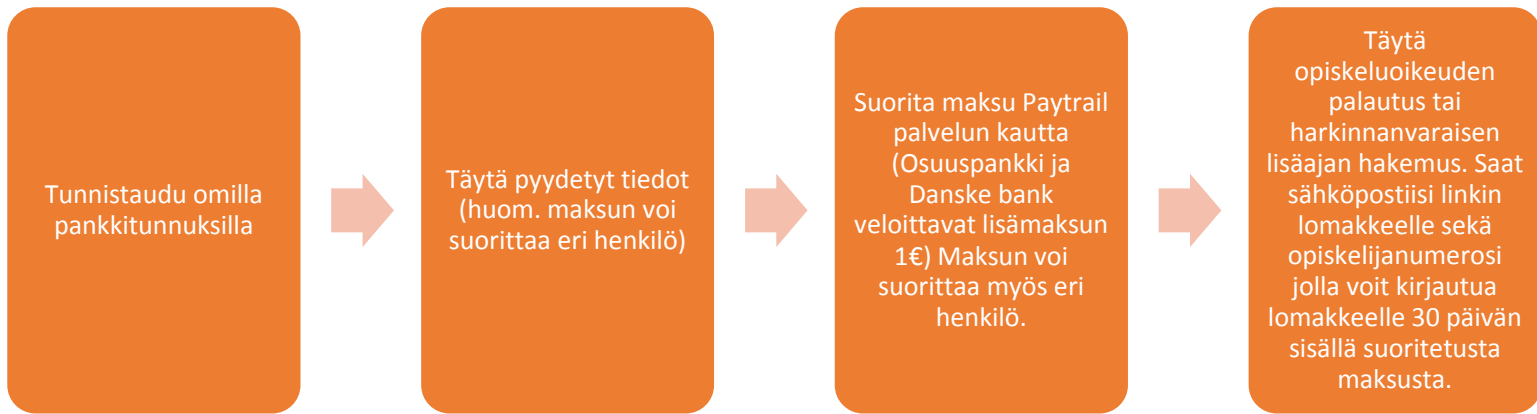 Tunnistaudu omilla
pankkitunnuksilla
Täytä pyydetyt tiedot
(huom. maksun voi
suorittaa eri henkilö)
Suorita maksu Paytrail
palvelun kautta
(Osuuspankki ja
Danske bank
veloittavat lisämaksun
1€) Maksun voi
suorittaa myös eri
henkilö.
Täytä
opiskeluoikeuden
palautus tai
harkinnanvaraisen
lisäajan hakemus. Saat
sähköpostiisi linkin
lomakkeelle sekä
opiskelijanumerosi
jolla voit kirjautua
lomakkeelle 30 päivän
sisällä suoritetusta
maksusta.